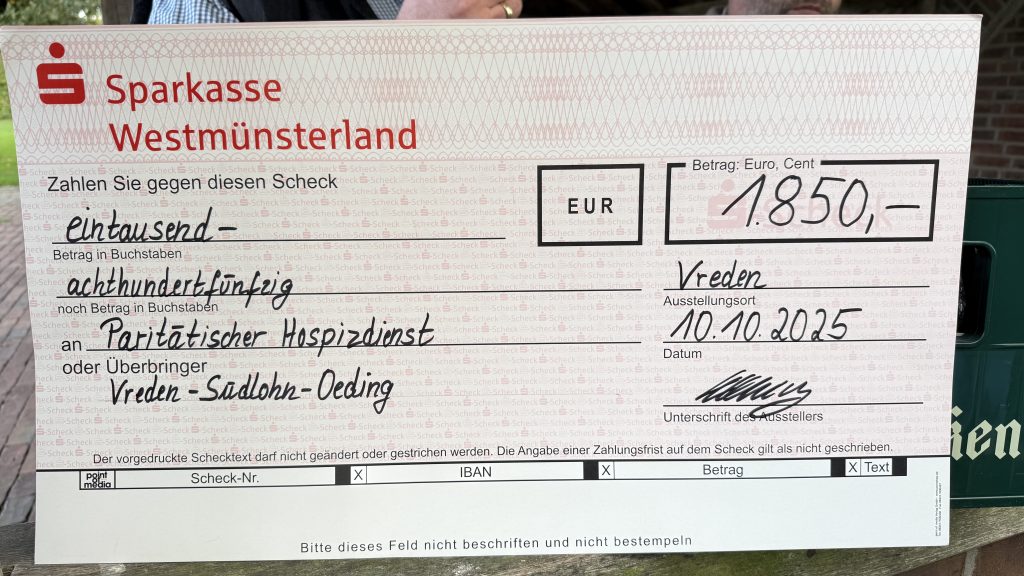 Sparkasse
Westmünsterland
Zahlen Sie gegen diesen Scheck
EUR
Betrag: Euro, Cent
1.850,–
eintausend–
Betrag in Buchstaben
achthundertfünfzig
noch Betrag in Buchstaben
Vreden
Ausstellungsort
an Paritätischer Hospizdienst
oder Überbringer
10.10.2025
Datum
Vreden-Südlohn-Oeding
Unterschrift des Ausstellers
Der vorgedruckte Schecktext darf nicht geändert oder gestrichen werden. Die Angabe einer Zahlungsfrist auf dem Scheck gilt als nicht geschrieben.
point of media
Scheck-Nr. X IBAN X Betrag X Text
Bitte dieses Feld nicht beschriften und nicht bestempeln